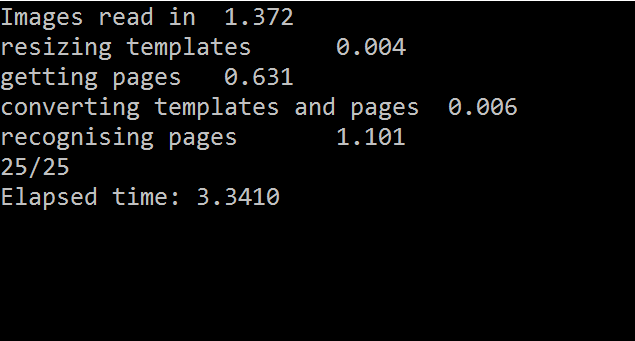 Images read in  1.372
resizing templates      0.004
getting pages   0.631
converting templates and pages  0.006
recognising pages       1.101
25/25
Elapsed time: 3.3410